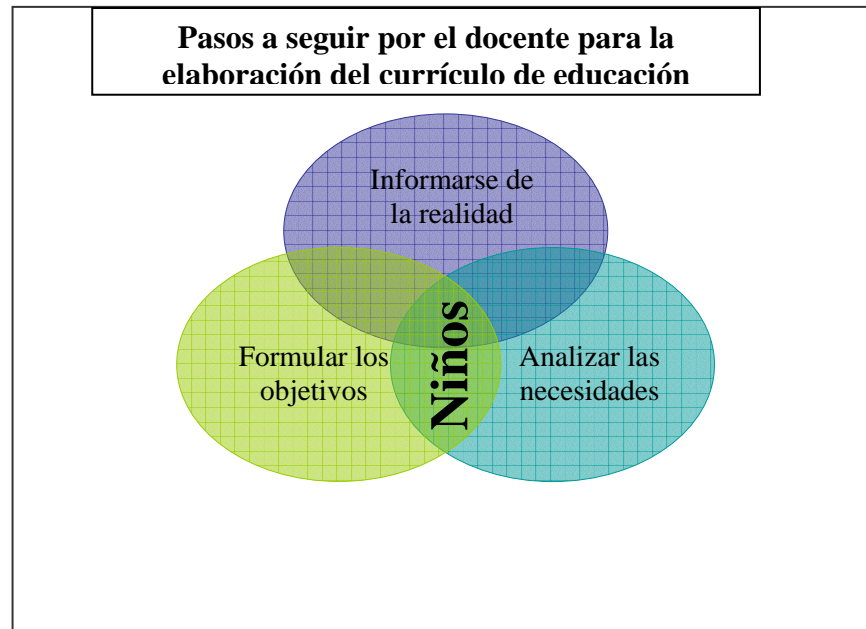 Pasos a seguir por el docente para la
elaboración del currículo de educación
Informarse de
la realidad
Formular los
objetivos
Niños
Analizar las
necesidades